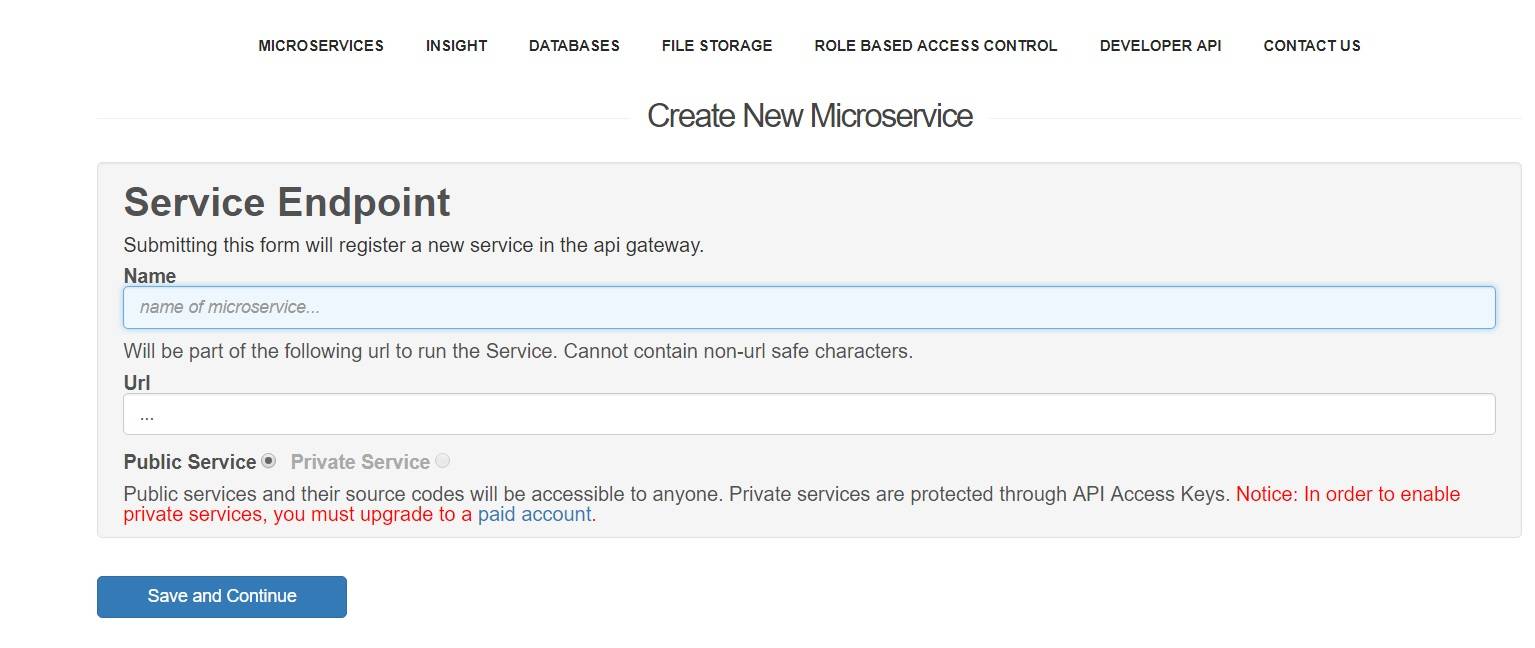 MICROSERVICES INSIGHT DATABASES FILE STORAGE ROLE BASED ACCESS CONTROL DEVELOPER API CONTACT US
Create New Microservice
Service Endpoint
Submitting this form will register a new service in the api gateway.
Name
name of microservice...
Will be part of the following url to run the Service. Cannot contain non-url safe characters.
Url
...
Public Service Private Service
Public services and their source codes will be accessible to anyone. Private services are protected through API Access Keys. Notice: In order to enable
private services, you must upgrade to a paid account.
Save and Continue